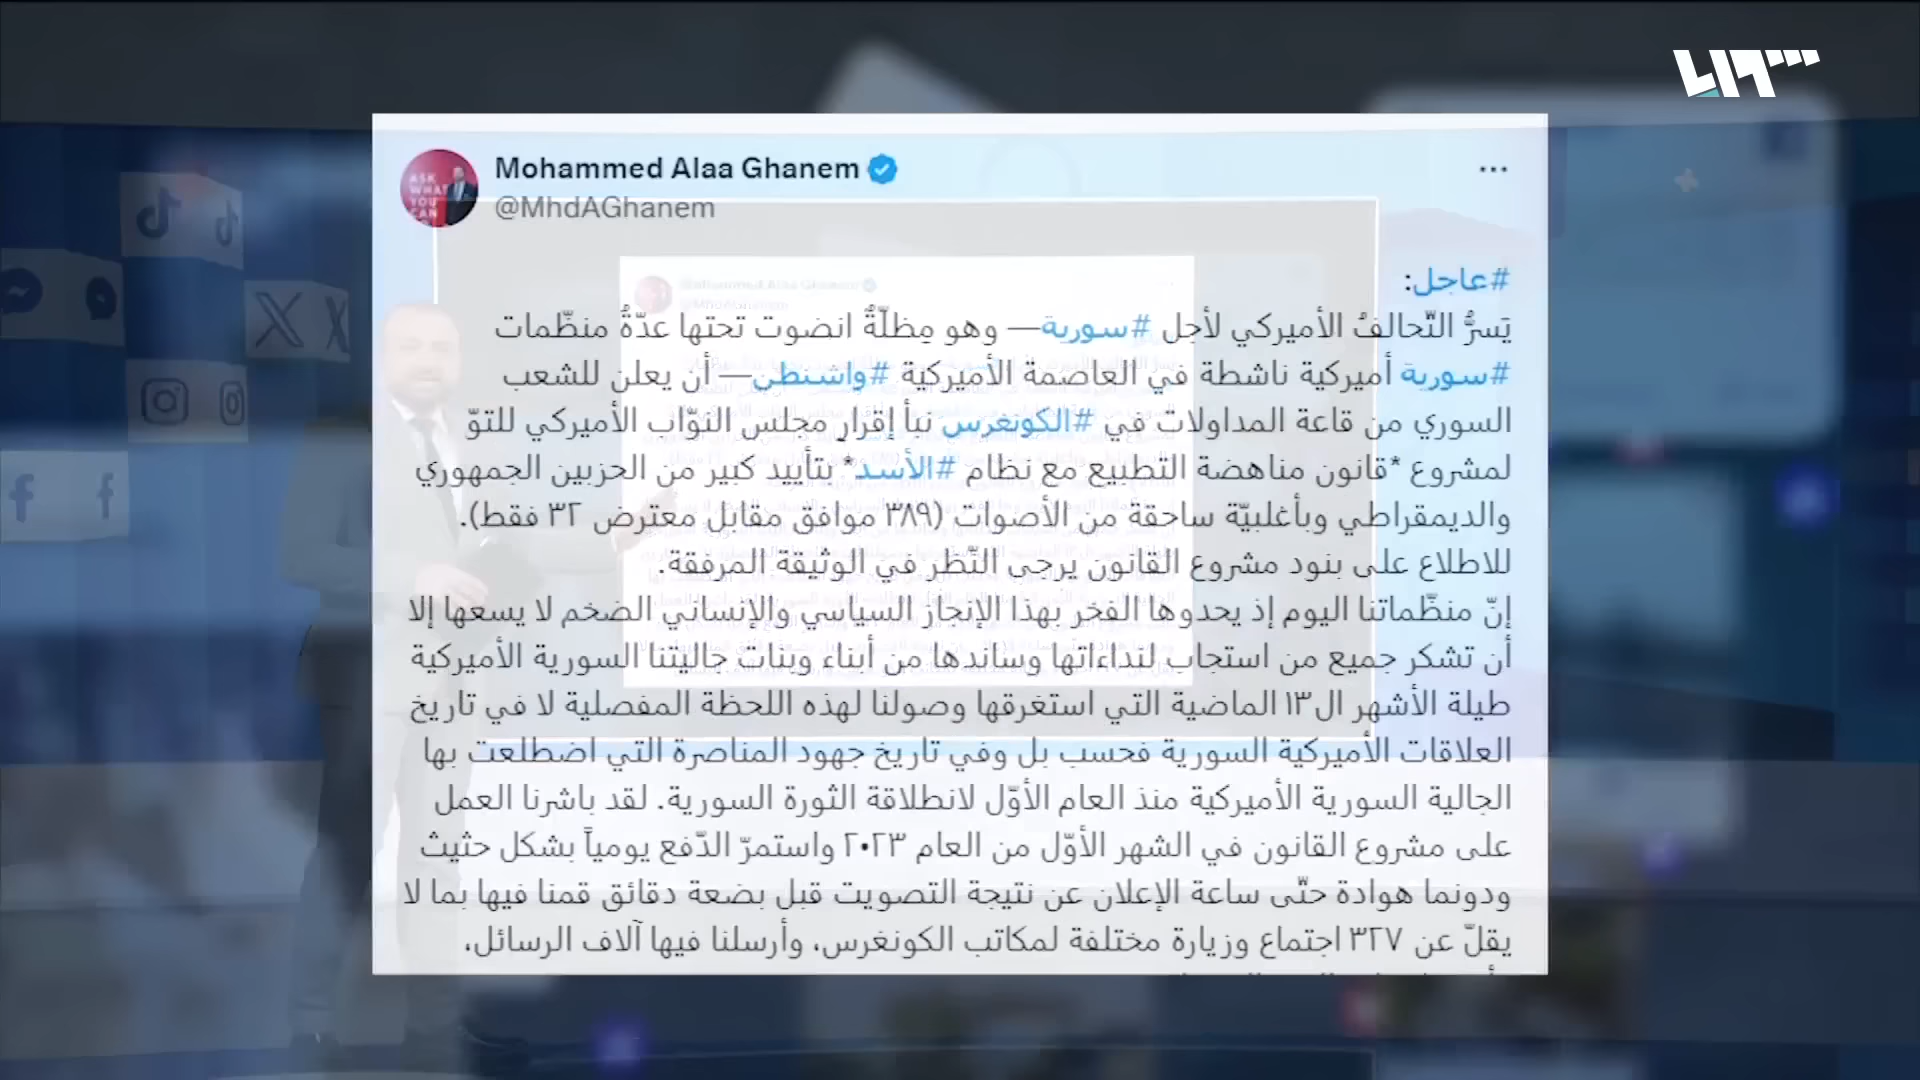 Mohammed Alaa Ghanem
@MhdAGhanem
#عاجل:
يَسرُّ التّحالفُ الأميركي لأجل #سورية— وهو مِظلّةٌ انضوت تحتها عدّةُ منظّمات
#سورية أميركية ناشطة في العاصمة الأميركية #واشنطن— أن يعلن للشعب
السوري من قاعة المداولات في #الكونغرس نبأ إقرارِ مجلس النوّاب الأميركي للتوّ
لمشروع *قانون مناهضة التطبيع مع نظام #الأسد* بتأييد كبير من الحزبين الجمهوري
والديمقراطي وبأغلبيّة ساحقة من الأصوات (٣٨٩ موافق مقابل معترض ٣٢ فقط).
للاطلاع على بنود مشروع القانون يرجى النّظر في الوثيقة المرفقة.
إنّ منظّماتنا اليوم إذ يحدوها الفخر بهذا الإنجاز السياسي والإنساني الضخم لا يسعها إلا
أن تشكر جميع من استجاب لنداءاتها وساندها من أبناء وبنات جاليتنا السورية الأميركية
طيلة الأشهر ال١٣ الماضية التي استغرقها وصولنا لهذه اللحظة المفصلية لا في تاريخ
العلاقات الأميركية السورية فحسب بل وفي تاريخ جهود المناصرة التي اضطلعت بها
الجالية السورية الأميركية منذ العام الأوّل لانطلاقة الثورة السورية. لقد باشرنا العمل
على مشروع القانون في الشهر الأوّل من العام ٢٠٢٣ واستمرّ الدّفع يومياً بشكل حثيث
ودونما هوادة حتّى ساعة الإعلان عن نتيجة التصويت قبل بضعة دقائق قمنا فيها بما لا
يقلّ عن ٣٢٧ اجتماع وزيارة مختلفة لمكاتب الكونغرس، وأرسلنا فيها آلاف الرسائل،